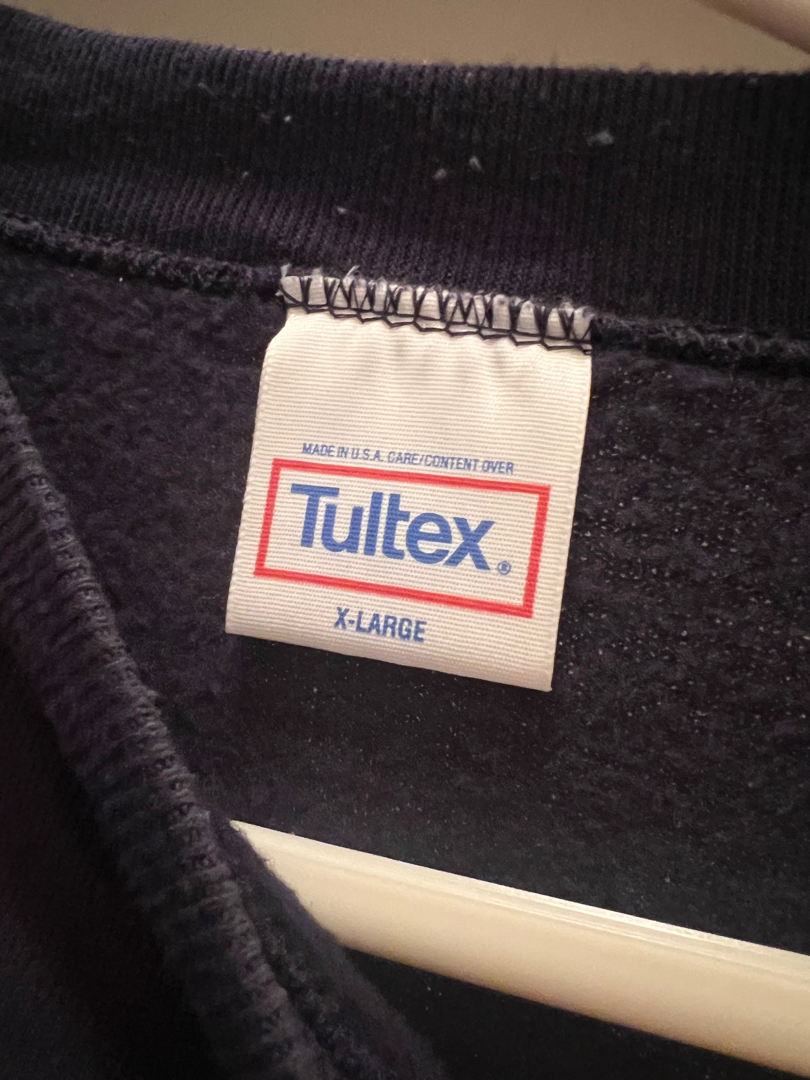 MADE IN U.S.A. CARE/CONTENT OVER
Tultex®
X-LARGE